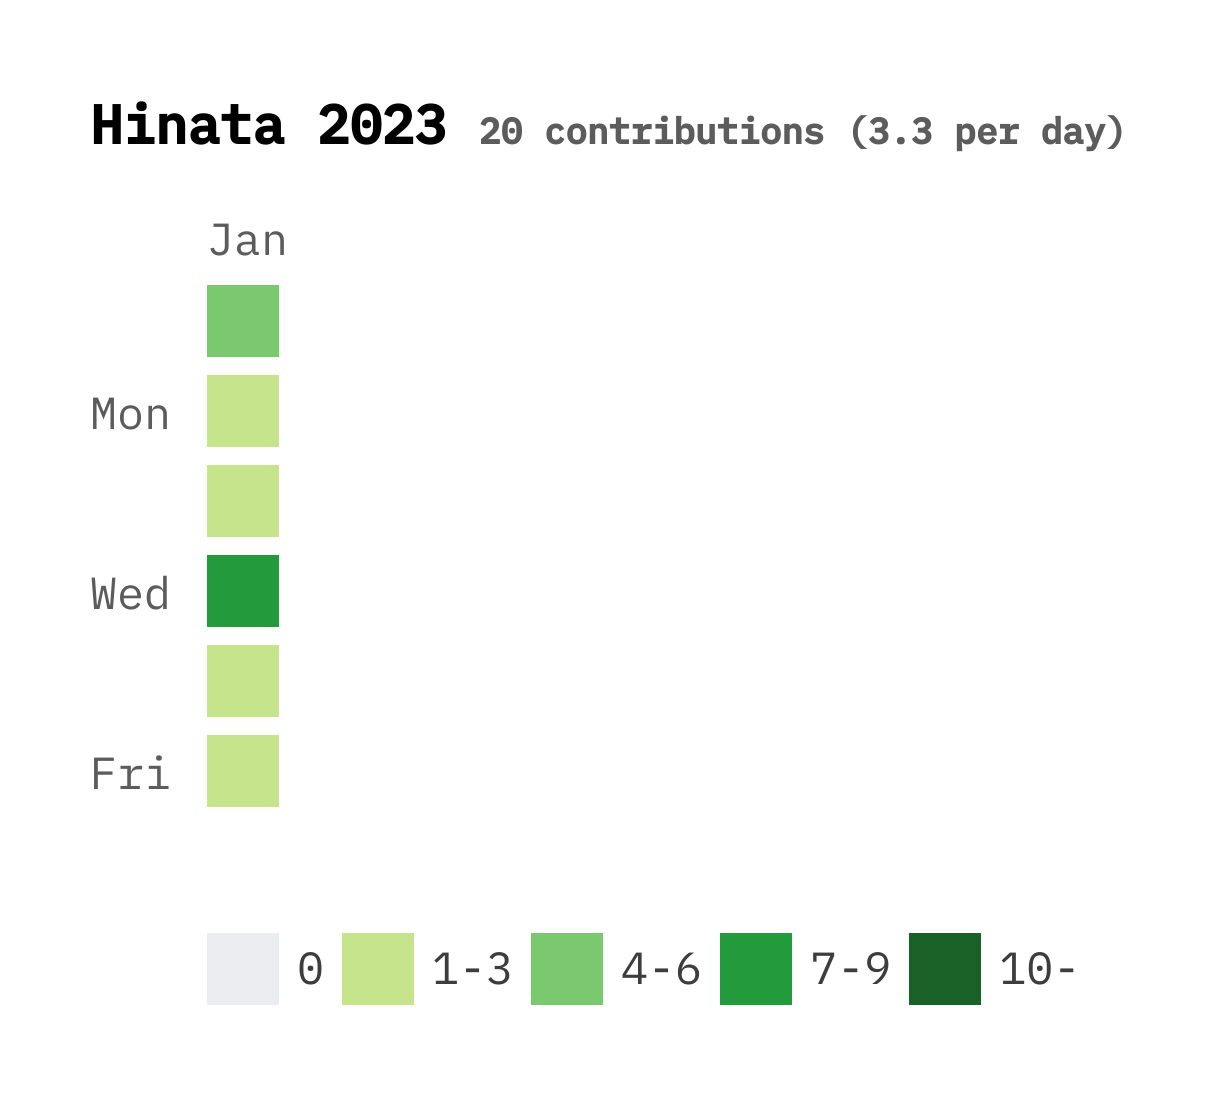 Hinata 2023 20 contributions (3.3 per day)
Jan
Mon
Wed
Fri
0 1-3 4-6 7-9 10-